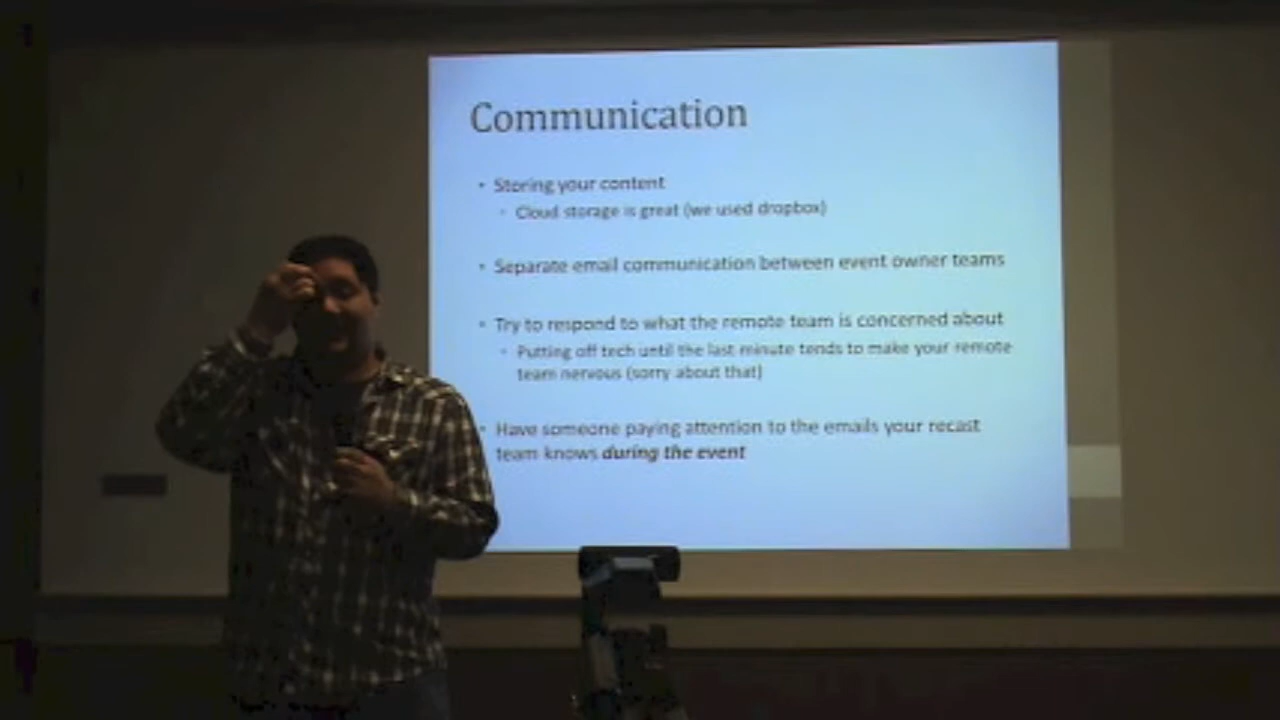 Communication
• Storing your content
• Cloud storage is great (we used dropbox)
• Separate email communication between event owner teams
• Try to respond to what the remote team is concerned about
• Putting off tech until the last minute tends to make your remote
team nervous (sorry about that)
• Have someone paying attention to the emails your recast
team knows during the event